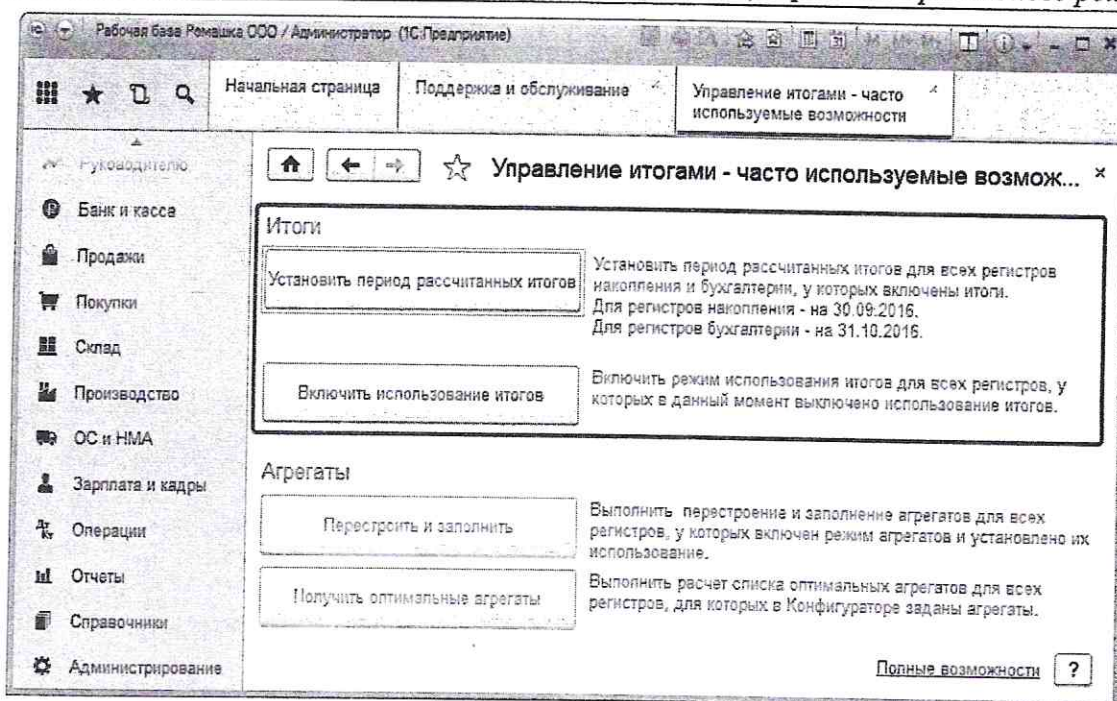 Рабочая база Ромашка ООО / Администратор (1С:Предприятие)
Начальная страница
Поддержка и обслуживание
Управление итогами - часто
используемые возможности
Руководителю
Управление итогами - часто используемые возмож...
Банк и касса
Продажи
Покупки
Склад
Производство
ОС и НМА
Зарплата и кадры
Операции
Отчеты
Справочники
Администрирование
Итоги
Установить период рассчитанных итогов
Установить период рассчитанных итогов для всех регистров
накопления и бухгалтерии, у которых включены итоги.
Для регистров накопления - на 30.09.2016.
Для регистров бухгалтерии - на 31.10.2016.
Включить использование итогов
Включить режим использования итогов для всех регистров, у
которых в данный момент выключено использование итогов.
Агрегаты
Перестроить и заполнить
Выполнить перестроение и заполнение агрегатов для всех
регистров, у которых включен режим агрегатов и установлено их
использование.
Получить оптимальные агрегаты
Выполнить расчет списка оптимальных агрегатов для всех
регистров, для которых в Конфигураторе заданы агрегаты.
Полные возможности ?